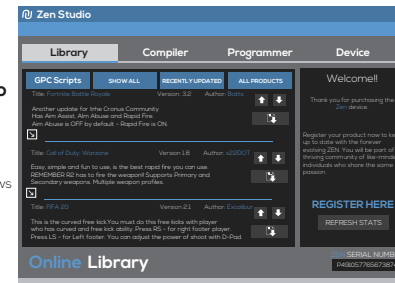 Zen Studio
Library
Compiler
Programmer
Device
GPC Scripts
SHOW ALL
RECENTLY UPDATED
ALL PRODUCTS
Title: Fortnite Battle Royale Version: 3.2 Author: Batts
Another update for trhe Cronus Community
Has Aim Assist, Aim Abuse and Rapid Fire.
Aim Abuse is OFF by default - Rapid Fire is ON.
Title: Call of Duty: Warzone Version 1.8 Author: s22DOT
Easy, simple and fun to use, is the best rapid fire you can use.
REMEMBER R2 has to fire the weapon!! Supports Primary and
Secondary weapons. Multiple weapon profiles.
Title: FIFA 20 Version 2.1 Author: Excalibur
This is the curved free kick.You must do this free kicks with player
who has curved and free kick ability. Press RS - for right footer player.
Press LS - for Left footer. You can adjust the power of shoot with D-Pad.
Online Library
Welcome!!
Thank you for purchasing the
Zen device.
Register your product now to ke
up to date with the forever
evolving ZEN. You will be part of
thriving community of like-minde
individuals who share the same
passion.
REGISTER HERE
REFRESH STATS
ZEN SERIAL NUMBE
o
ws